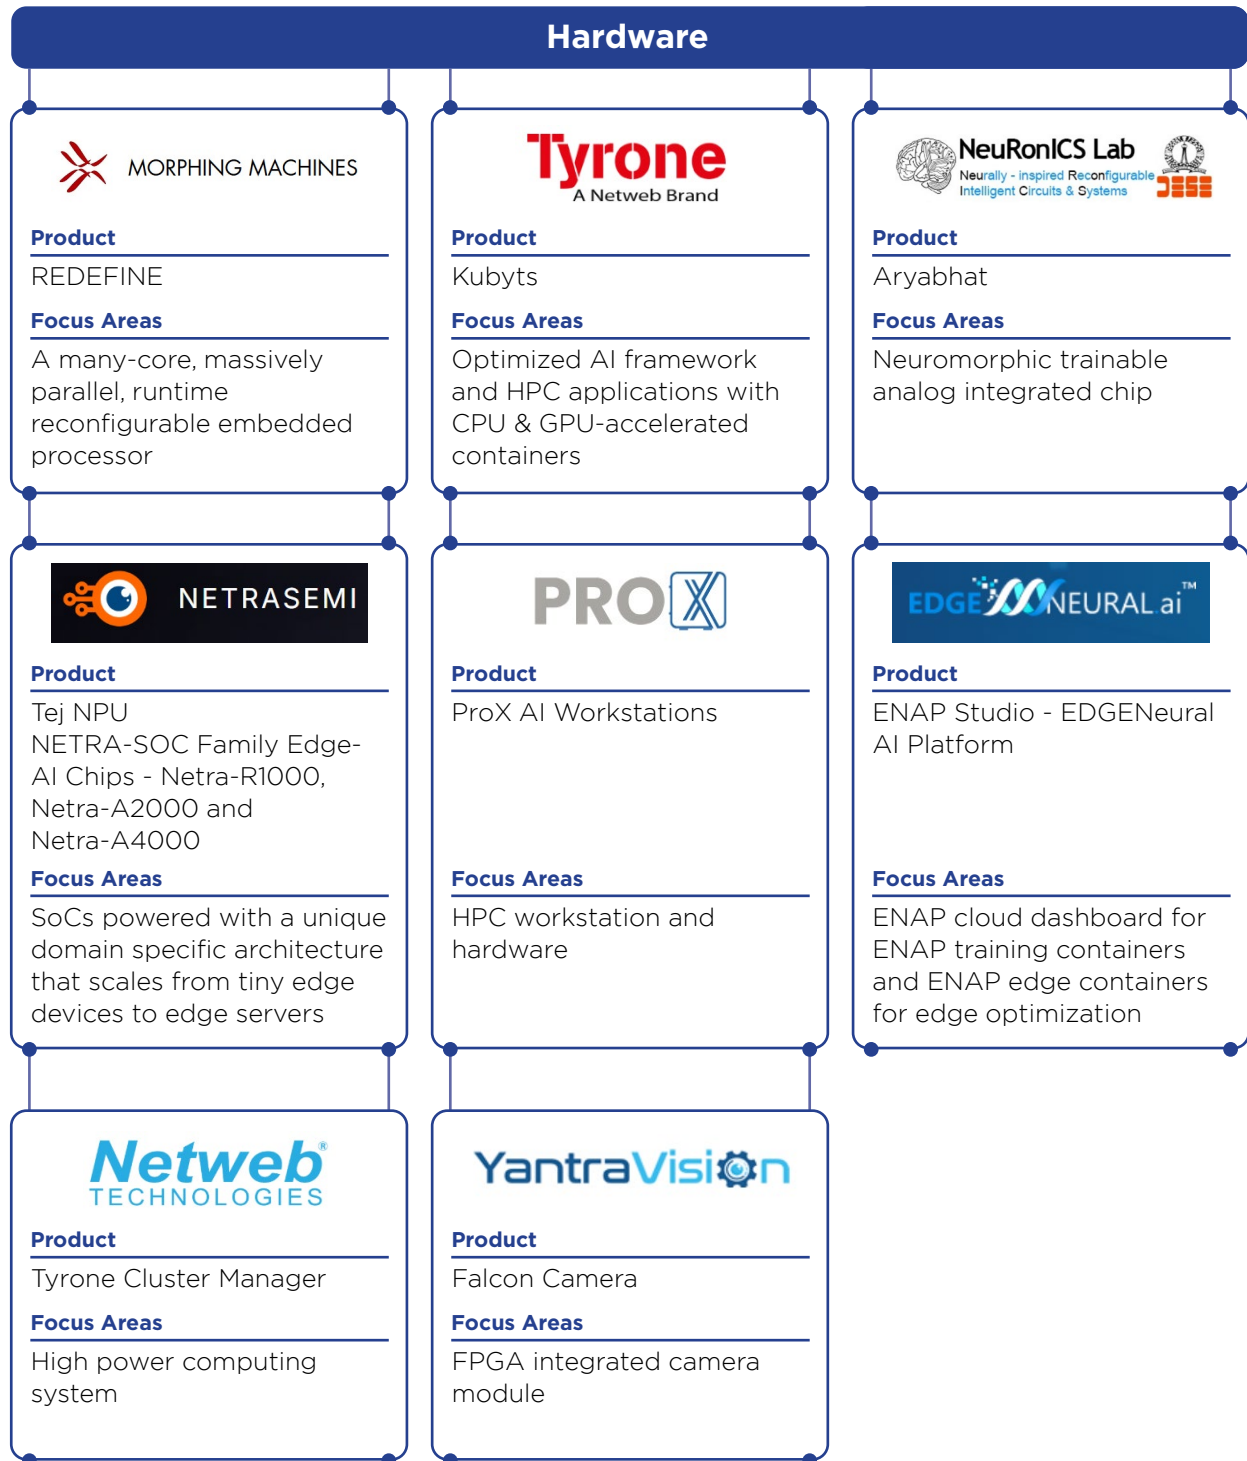 Hardware
MORPHING MACHINES
Product
REDEFINE
Focus Areas
A many-core, massively
parallel, runtime
reconfigurable embedded
processor
Tyrone
A Netweb Brand
Product
Kubyts
Focus Areas
Optimized AI framework
and HPC applications with
CPU & GPU-accelerated
containers
NeuRonICS Lab
Neurally - inspired Reconfigurable
Intelligent Circuits & Systems
DESE
Product
Aryabhat
Focus Areas
Neuromorphic trainable
analog integrated chip
NETRASEMI
Product
Tej NPU
NETRA-SOC Family Edge-
AI Chips - Netra-R1000,
Netra-A2000 and
Netra-A4000
Focus Areas
SoCs powered with a unique
domain specific architecture
that scales from tiny edge
devices to edge servers
PROX
Product
ProX AI Workstations
Focus Areas
HPC workstation and
hardware
EDGE NEURAL.ai™
Product
ENAP Studio - EDGENeural
AI Platform
Focus Areas
ENAP cloud dashboard for
ENAP training containers
and ENAP edge containers
for edge optimization
Netweb®
TECHNOLOGIES
Product
Tyrone Cluster Manager
Focus Areas
High power computing
system
YantraVision
Product
Falcon Camera
Focus Areas
FPGA integrated camera
module